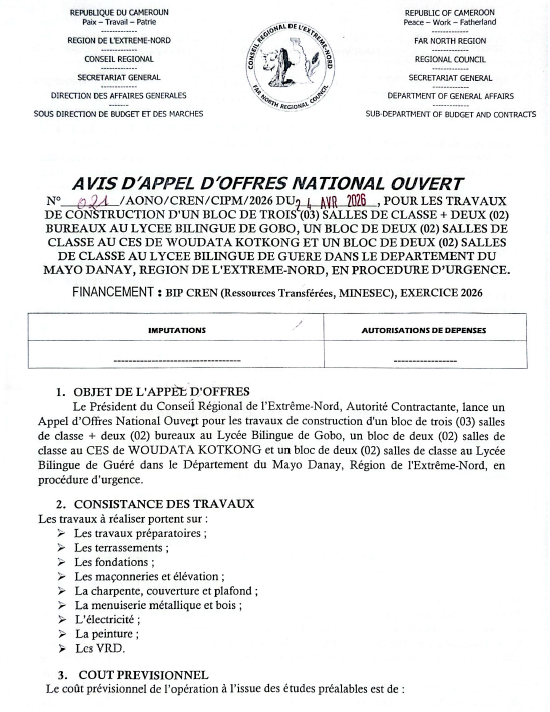 REPUBLIQUE DU CAMEROUN
Paix – Travail – Patrie
------------
REGION DE L'EXTREME-NORD
------------
CONSEIL REGIONAL
------------
SECRETARIAT GENERAL
------------
DIRECTION DES AFFAIRES GENERALES
-------
SOUS DIRECTION DE BUDGET ET DES MARCHES
CONSEIL REGIONAL DE L'EXTREME-NORD
FAR NORTH REGIONAL COUNCIL
REPUBLIC OF CAMEROON
Peace – Work – Fatherland
------------
FAR NORTH REGION
------------
REGIONAL COUNCIL
------------
SECRETARIAT GENERAL
------------
DEPARTMENT OF GENERAL AFFAIRS
------------
SUB-DEPARTMENT OF BUDGET AND CONTRACTS
AVIS D'APPEL D'OFFRES NATIONAL OUVERT
N° 021 /AONO/CREN/CIPM/2026 DU 24 AVR 2026, POUR LES TRAVAUX
DE CONSTRUCTION D'UN BLOC DE TROIS (03) SALLES DE CLASSE + DEUX (02)
BUREAUX AU LYCEE BILINGUE DE GOBO, UN BLOC DE DEUX (02) SALLES DE
CLASSE AU CES DE WOUDATA KOTKONG ET UN BLOC DE DEUX (02) SALLES
DE CLASSE AU LYCEE BILINGUE DE GUERE DANS LE DEPARTEMENT DU
MAYO DANAY, REGION DE L'EXTREME-NORD, EN PROCEDURE D'URGENCE.
FINANCEMENT : BIP CREN (Ressources Transférées, MINESEC), EXERCICE 2026
IMPUTATIONS AUTORISATIONS DE DEPENSES
1. OBJET DE L'APPEL D'OFFRES
Le Président du Conseil Régional de l'Extrême-Nord, Autorité Contractante, lance un
Appel d'Offres National Ouvert pour les travaux de construction d'un bloc de trois (03) salles
de classe + deux (02) bureaux au Lycée Bilingue de Gobo, un bloc de deux (02) salles de
classe au CES de WOUDATA KOTKONG et un bloc de deux (02) salles de classe au Lycée
Bilingue de Guéré dans le Département du Mayo Danay, Région de l'Extrême-Nord, en
procédure d'urgence.
2. CONSISTANCE DES TRAVAUX
Les travaux à réaliser portent sur :
➢ Les travaux préparatoires ;
➢ Les terrassements ;
➢ Les fondations ;
➢ Les maçonneries et élévation ;
➢ La charpente, couverture et plafond ;
➢ La menuiserie métallique et bois ;
➢ L'électricité ;
➢ La peinture ;
➢ Les VRD.
3. COUT PREVISIONNEL
Le coût prévisionnel de l'opération à l'issue des études préalables est de :